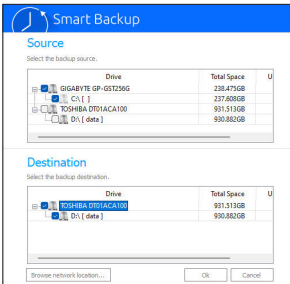 Smart Backup
Source
Select the backup source.
Drive Total Space U
GIGABYTE GP-GST256G 238.475GB
C:\ [ ] 237.608GB
TOSHIBA DT01ACA100 931.513GB
D:\ [ data ] 930.882GB
Destination
Select the backup destination.
Drive Total Space U
TOSHIBA DT01ACA100 931.513GB
D:\ [ data ] 930.882GB
Browse network location... Ok Cancel